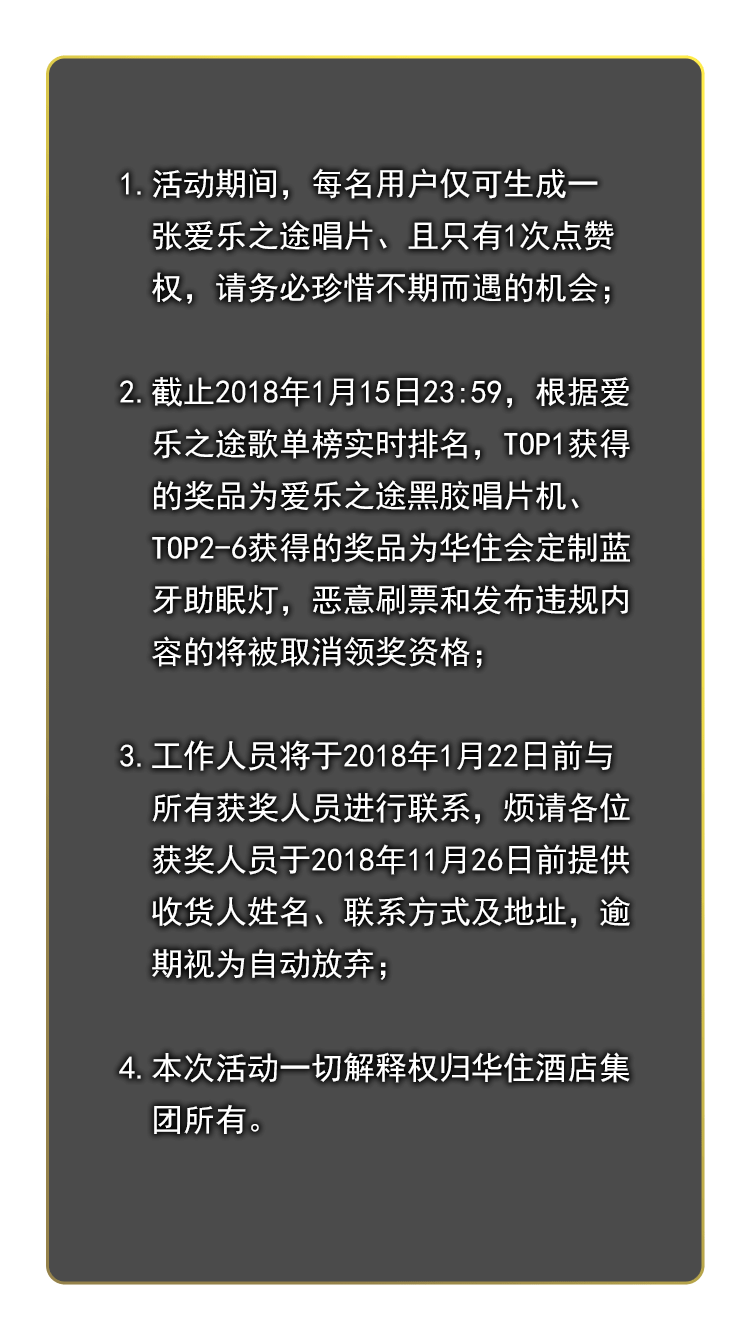 1. 活动期间，每名用户仅可生成一
张爱乐之途唱片、且只有1次点赞
权，请务必珍惜不期而遇的机会；
2. 截止2018年1月15日23:59，根据爱
乐之途歌单榜实时排名，TOP1获得
的奖品为爱乐之途黑胶唱片机、
TOP2-6获得的奖品为华住会定制蓝
牙助眠灯，恶意刷票和发布违规内
容的将被取消领奖资格；
3. 工作人员将于2018年1月22日前与
所有获奖人员进行联系，烦请各位
获奖人员于2018年11月26日前提供
收货人姓名、联系方式及地址，逾
期视为自动放弃；
4. 本次活动一切解释权归华住酒店集
团所有。